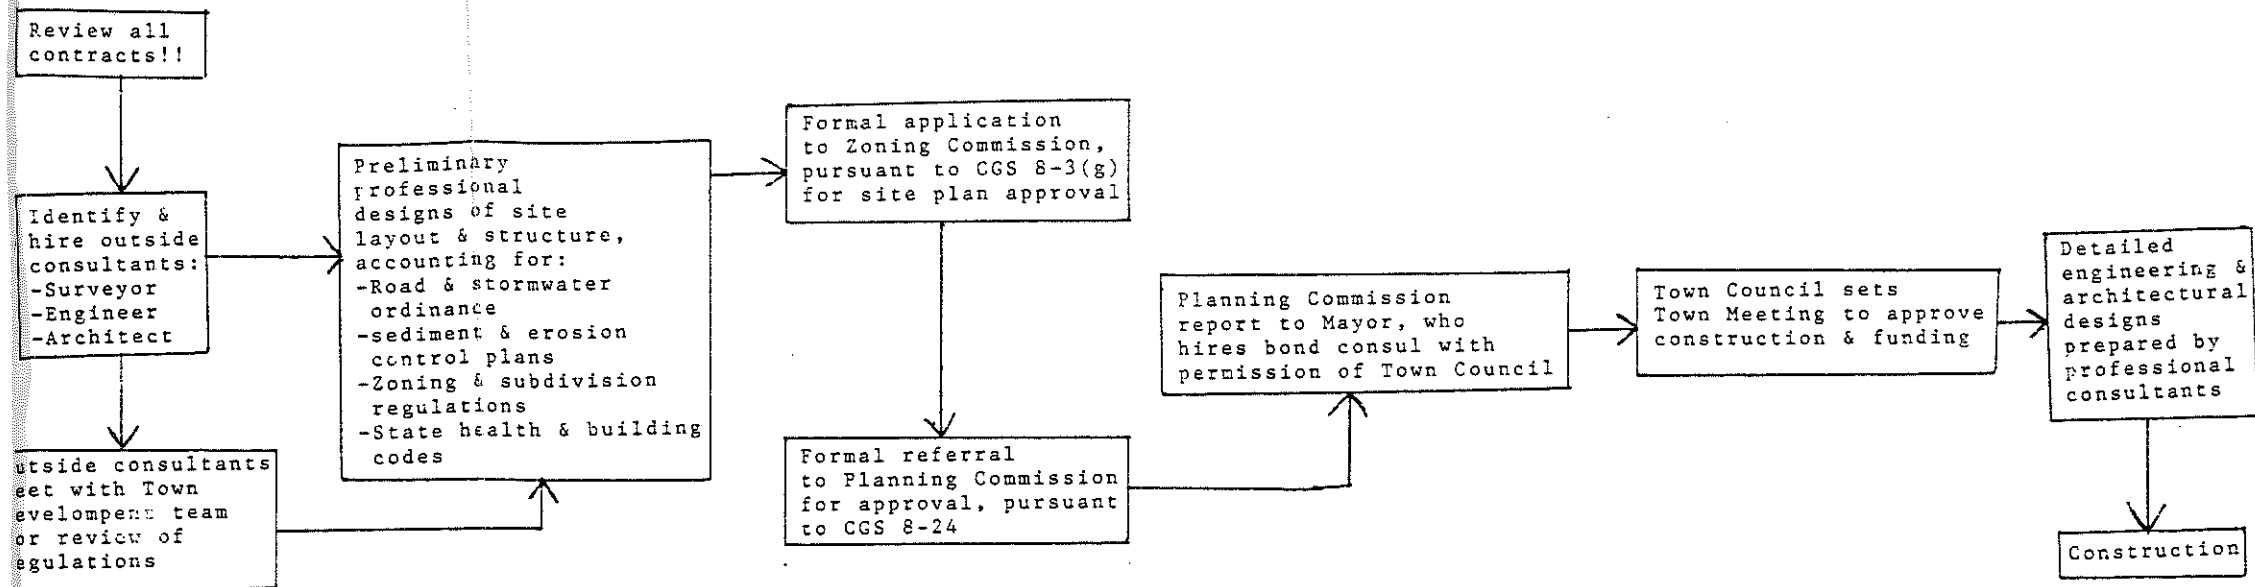 Review all
contracts!!
Identify &
hire outside
consultants:
-Surveyor
-Engineer
-Architect
utside consultants
eet with Town
evelompent team
or review of
egulations
Preliminary
professional
designs of site
layout & structure,
accounting for:
-Road & stormwater
ordinance
-sediment & erosion
control plans
-Zoning & subdivision
regulations
-State health & building
codes
Formal application
to Zoning Commission,
pursuant to CGS 8-3(g)
for site plan approval
Formal referral
to Planning Commission
for approval, pursuant
to CGS 8-24
Planning Commission
report to Mayor, who
hires bond consul with
permission of Town Council
Town Council sets
Town Meeting to approve
construction & funding
Detailed
engineering &
architectural
designs
prepared by
professional
consultants
Construction